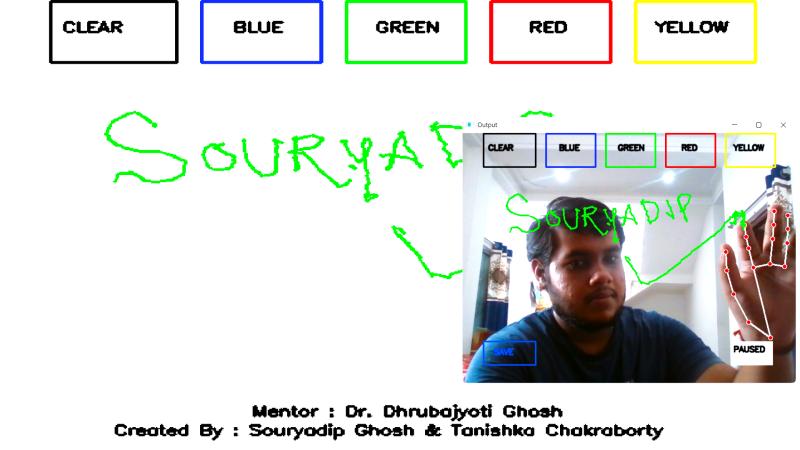 CLEAR BLUE GREEN RED YELLOW
SOURYAD
Output
CLEAR BLUE GREEN RED YELLOW
SOURYADIP
SAVE
PAUSED
Mentor : Dr. Dhrubajyoti Ghosh
Created By : Souryadip Ghosh & Tanishka Chakraborty